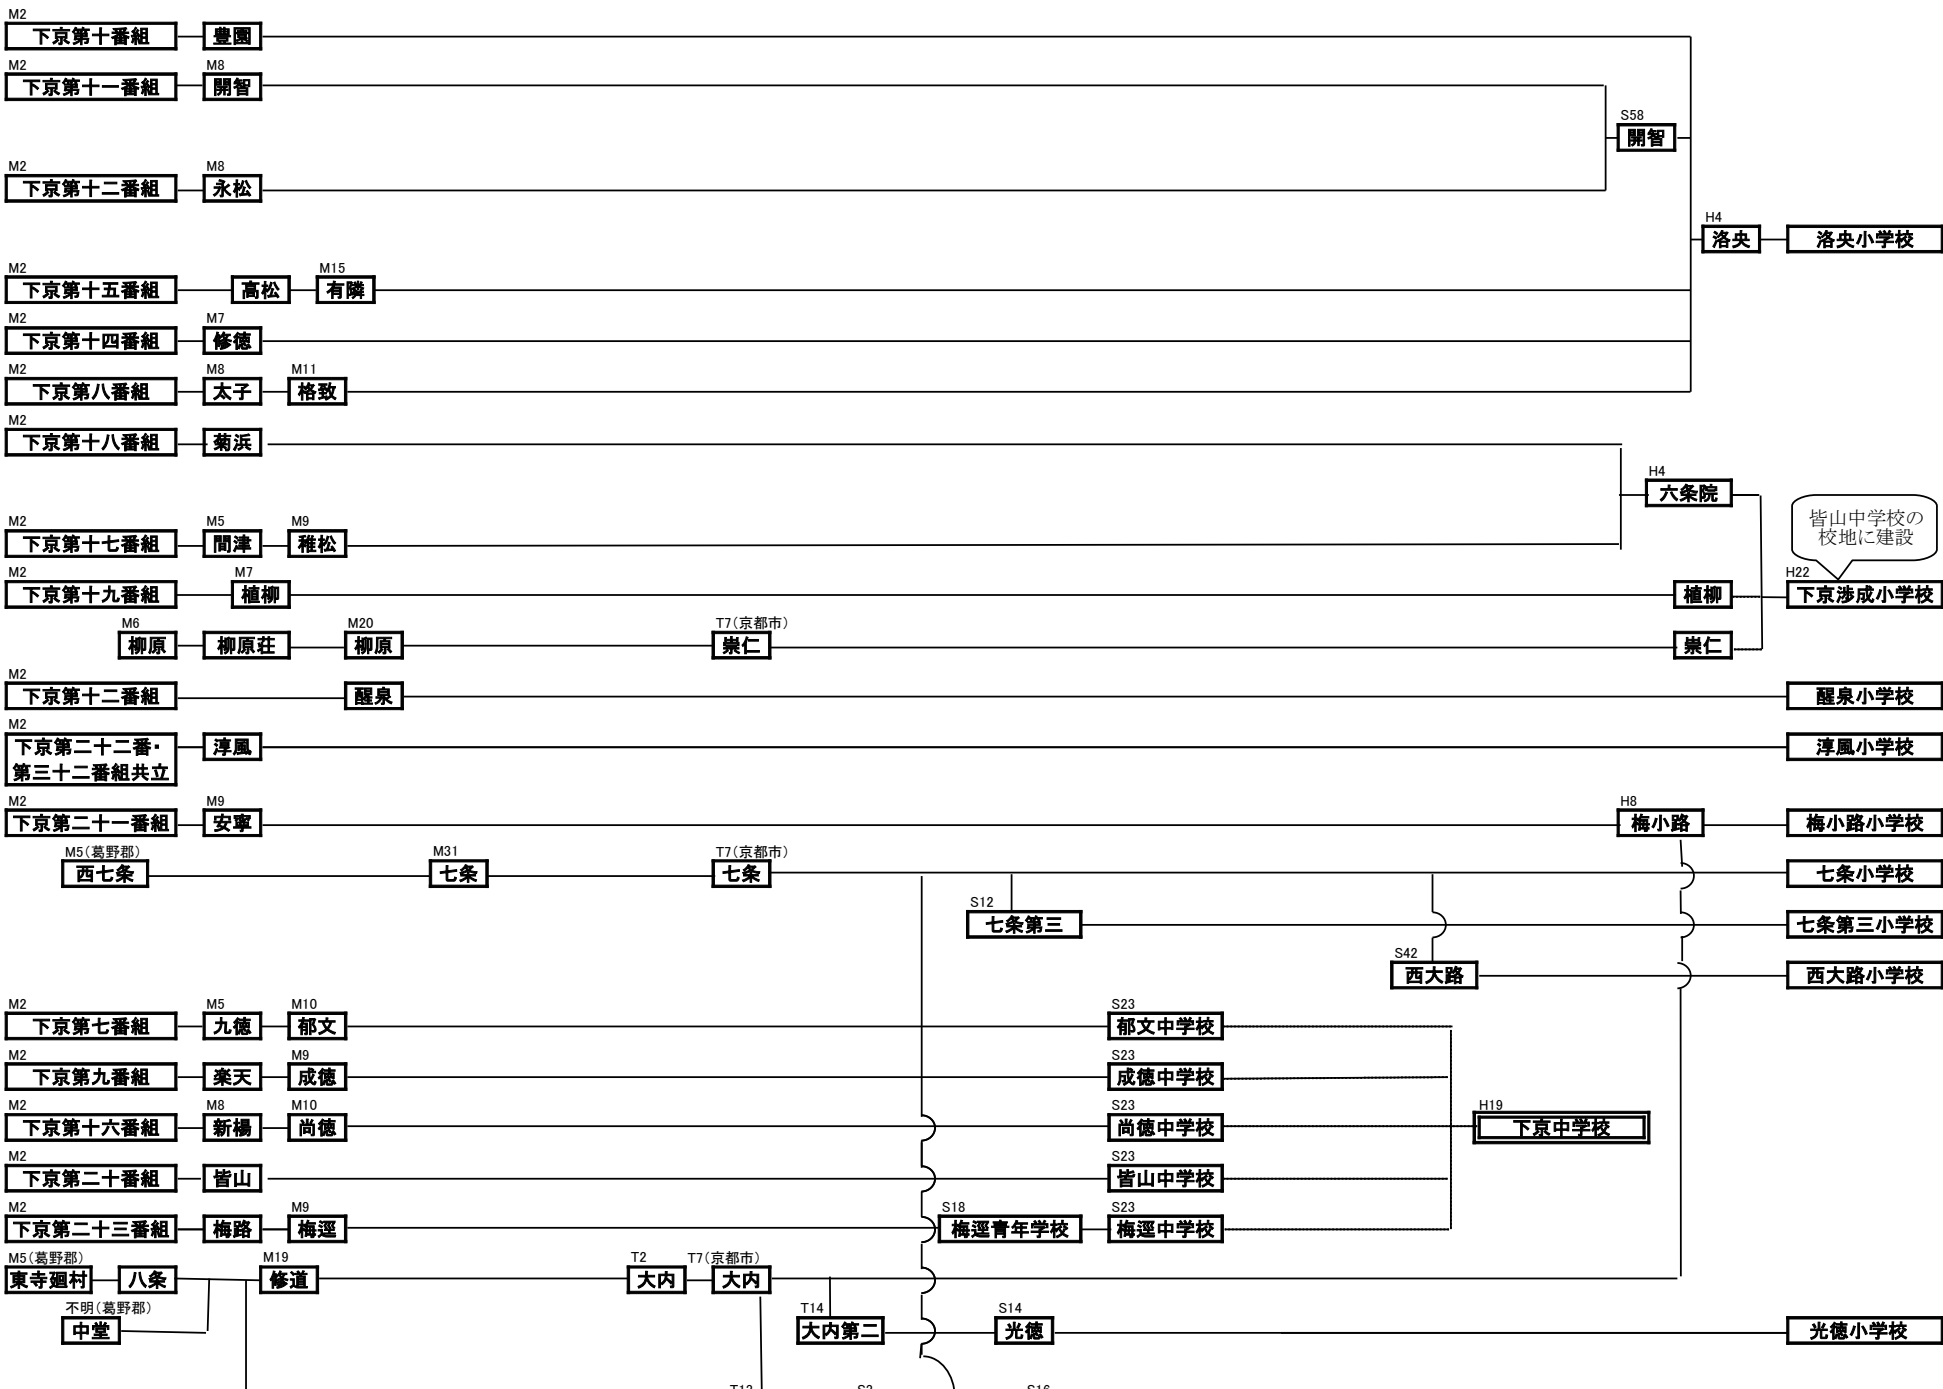 M2
下京第十番組 豊園
M2 M8
下京第十一番組 開智
S58
開智
M2 M8
下京第十二番組 永松
H4
洛央 洛央小学校
M2 M15
下京第十五番組 高松 有隣
M2 M7
下京第十四番組 修徳
M2 M8 M11
下京第八番組 太子 格致
M2
下京第十八番組 菊浜
H4
六条院
皆山中学校の
校地に建設
M2 M5 M9
下京第十七番組 間津 稚松
M2 M7 H22
下京第十九番組 植柳 植柳 下京渉成小学校
M6 M20 T7(京都市)
柳原 柳原荘 柳原 崇仁 崇仁
M2
下京第十二番組 醒泉 醒泉小学校
M2
下京第二十二番・
第三十二番組共立 淳風 淳風小学校
M2 M9 H8
下京第二十一番組 安寧 梅小路 梅小路小学校
M5(葛野郡) M31 T7(京都市)
西七条 七条 七条 七条小学校
S12
七条第三 七条第三小学校
S42
西大路 西大路小学校
M2 M5 M10 S23
下京第七番組 九徳 郁文 郁文中学校
M2 M9 S23
下京第九番組 楽天 成徳 成徳中学校
M2 M8 M10 S23 H19
下京第十六番組 新楊 尚徳 尚徳中学校 下京中学校
M2 S23
下京第二十番組 皆山 皆山中学校
M2 M9 S18 S23
下京第二十三番組 梅路 梅逕 梅逕青年学校 梅逕中学校
M5(葛野郡) M19 T2 T7(京都市)
東寺廻村 八条 修道 大内 大内
不明(葛野郡) T14 S14
中堂 大内第二 光徳 光徳小学校